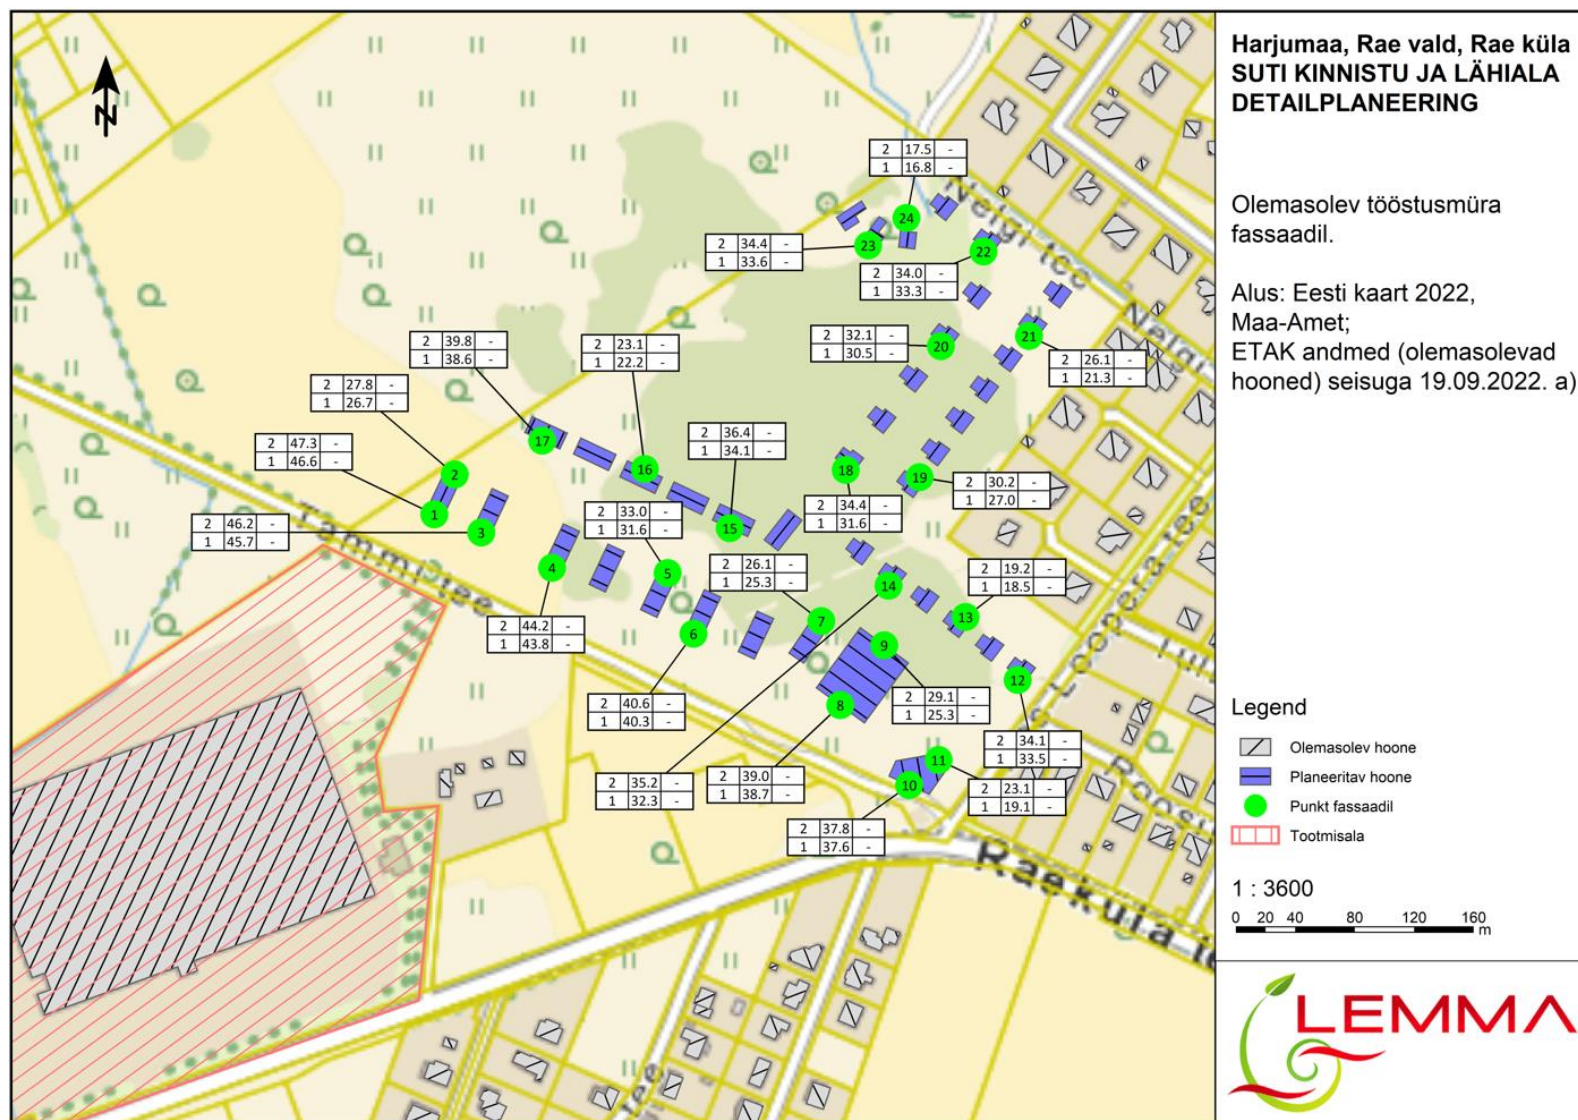 Harjumaa, Rae vald, Rae küla
SUTI KINNISTU JA LÄHIALA
DETAILPLANEERING
Olemasolev tööstusmüra
fassaadil.
Alus: Eesti kaart 2022,
Maa-Amet;
ETAK andmed (olemasolevad
hooned) seisuga 19.09.2022. a)
Legend
Olemasolev hoone
Planeeritav hoone
Punkt fassaadil
Tootmisala
1 : 3600
0 20 40 80 120 160
m
LEMMA
N
2 17.5 -
1 16.8 -
24
2 34.4 -
1 33.6 -
23
22
2 34.0 -
1 33.3 -
Neigi tee
Neigi
2 32.1 -
1 30.5 -
20
21
2 26.1 -
1 21.3 -
2 39.8 -
1 38.6 -
2 23.1 -
1 22.2 -
2 27.8 -
1 26.7 -
17
2 47.3 -
1 46.6 -
2 36.4 -
1 34.1 -
2
16
18
19
2 30.2 -
1 27.0 -
1
2 46.2 -
1 45.7 -
3
2 33.0 -
1 31.6 -
15
2 34.4 -
1 31.6 -
Tammi tee
4
5
2 26.1 -
1 25.3 -
14
2 19.2 -
1 18.5 -
13
Loopera tee
2 44.2 -
1 43.8 -
6
7
9
12
2 40.6 -
1 40.3 -
8
2 29.1 -
1 25.3 -
2 34.1 -
1 33.5 -
2 35.2 -
1 32.3 -
2 39.0 -
1 38.7 -
11
10
2 23.1 -
1 19.1 -
2 37.8 -
1 37.6 -
Raeküla
tee